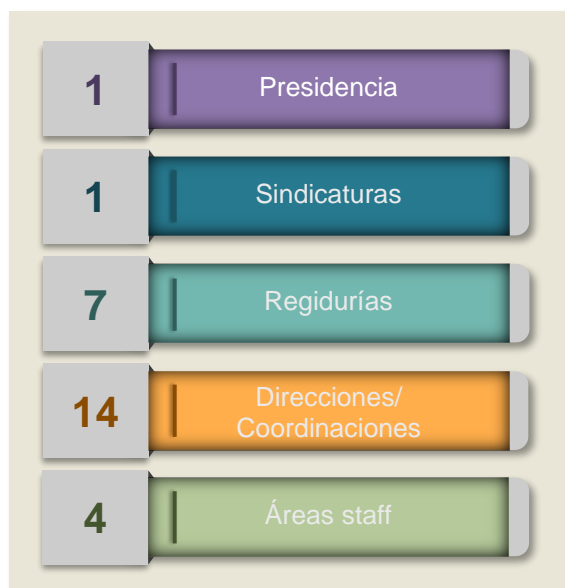 1
Presidencia
1
Sindicaturas
7
Regidurías
14
Direcciones/
Coordinaciones
4
Áreas staff